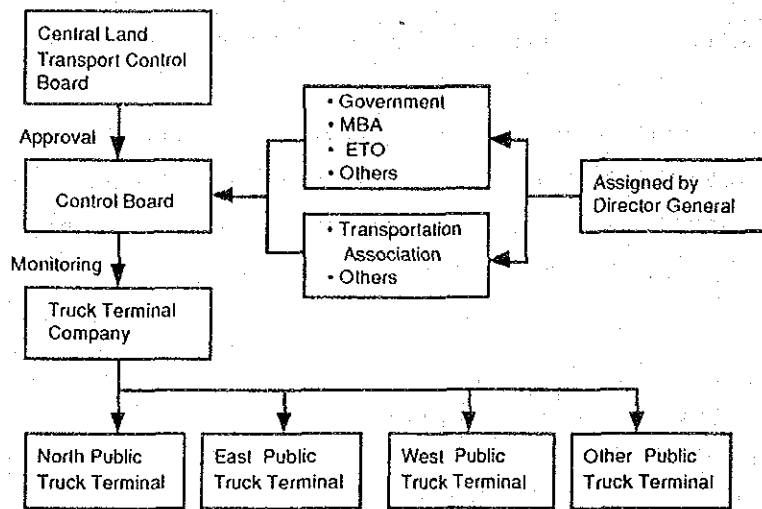 Central Land
Transport Control
Board
Approval
Control Board
Monitoring
Truck Terminal
Company
• Government
• MBA
• ETO
• Others
• Transportation
Association
• Others
Assigned by
Director General
North Public
Truck Terminal
East Public
Truck Terminal
West Public
Truck Terminal
Other Public
Truck Terminal